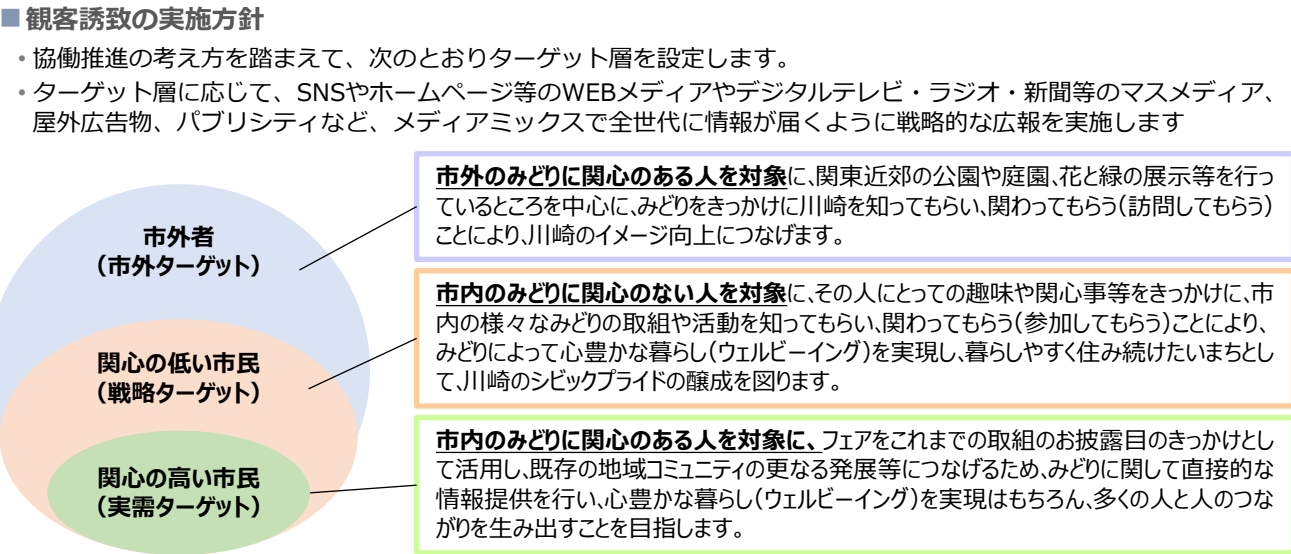 ■観客誘致の実施方針
・協働推進の考え方を踏まえて、次のとおりターゲット層を設定します。
・ターゲット層に応じて、SNSやホームページ等のWEBメディアやデジタルテレビ・ラジオ・新聞等のマスメディア、
屋外広告物、パブリシティなど、メディアミックスで全世代に情報が届くように戦略的な広報を実施します
市外者
（市外ターゲット）
市外のみどりに関心のある人を対象に、関東近郊の公園や庭園、花と緑の展示等を行っ
ているところを中心に、みどりをきっかけに川崎を知ってもらい、関わってもらう（訪問してもらう）
ことにより、川崎のイメージ向上につなげます。
関心の低い市民
（戦略ターゲット）
市内のみどりに関心のない人を対象に、その人にとっての趣味や関心事等をきっかけに、市
内の様々なみどりの取組や活動を知ってもらい、関わってもらう（参加してもらう）ことにより、
みどりによって心豊かな暮らし（ウェルビーイング）を実現し、暮らしやすく住み続けたいまちとし
て、川崎のシビックプライドの醸成を図ります。
関心の高い市民
（実需ターゲット）
市内のみどりに関心のある人を対象に、フェアをこれまでの取組のお披露目のきっかけとし
て活用し、既存の地域コミュニティの更なる発展等につなげるため、みどりに関して直接的な
情報提供を行い、心豊かな暮らし（ウェルビーイング）を実現はもちろん、多くの人と人のつな
がりを生み出すことを目指します。